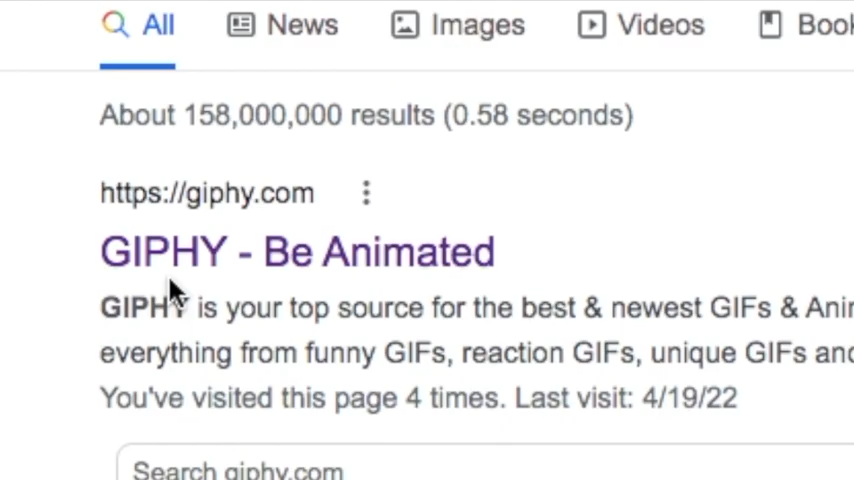 All News Images Videos
About 158,000,000 results (0.58 seconds)
https://giphy.com
GIPHY - Be Animated
GIPHY is your top source for the best & newest GIFs &
everything from funny GIFs, reaction GIFs, unique GIFs and
You've visited this page 4 times. Last visit: 4/19/22
Search giphy.com